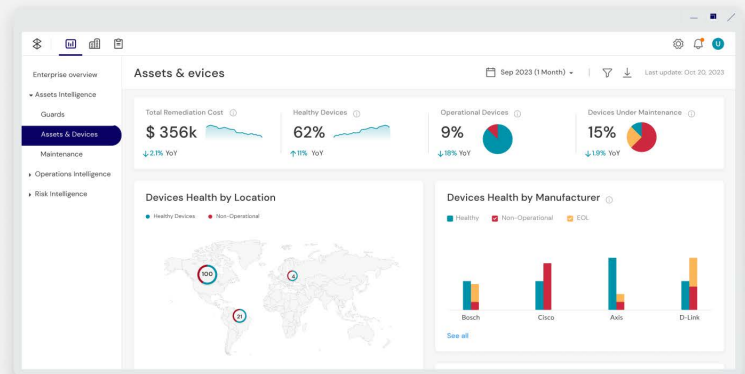 U
Enterprise overview
Assets & evices
Sep 2023 (1 Month)
Last update: Oct 20, 2023
Assets Intelligence
Guards
Assets & Devices
Maintenance
Operations Intelligence
Risk Intelligence
Total Remediation Cost
Healthy Devices
Operational Devices
Devices Under Maintenance
$ 356k
62%
9%
15%
↓2.1% YoY
↑11% YoY
↓18% YoY
↓1.9% YoY
Devices Health by Location
Healthy Devices
Non-Operational
100
4
21
Devices Health by Manufacturer
Healthy
Non-Operational
EOL
Bosch
Cisco
Axis
D-Link
See all